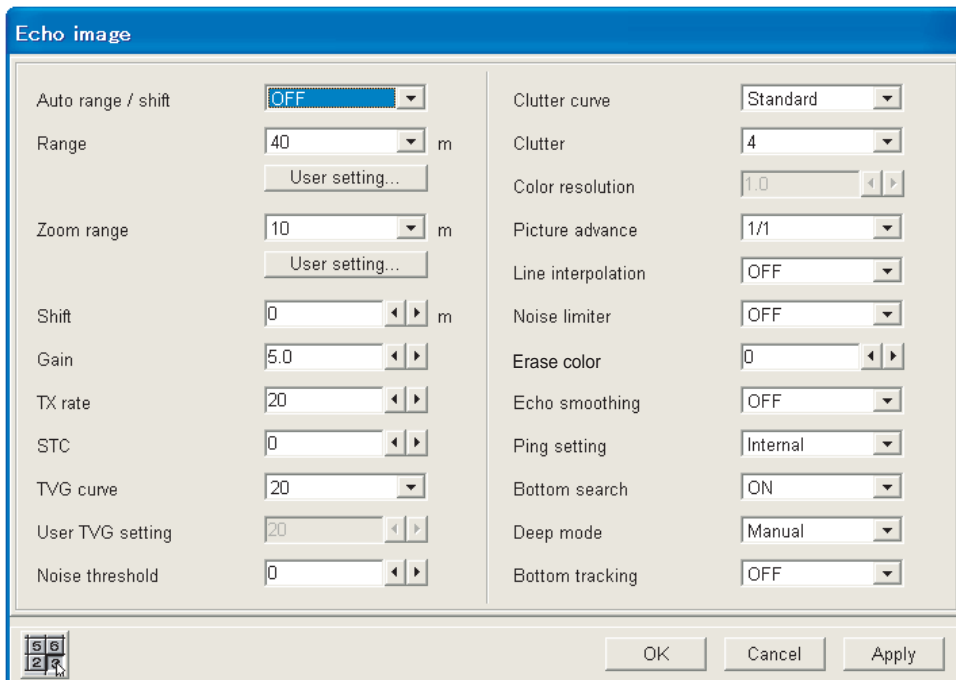 Echo image
Auto range / shift OFF
Range 40 m
User setting...
Zoom range 10 m
User setting...
Shift 0 m
Gain 5.0
TX rate 20
STC 0
TVG curve 20
User TVG setting 20
Noise threshold 0
Clutter curve Standard
Clutter 4
Color resolution 1.0
Picture advance 1/1
Line interpolation OFF
Noise limiter OFF
Erase color 0
Echo smoothing OFF
Ping setting Internal
Bottom search ON
Deep mode Manual
Bottom tracking OFF
5 6
2
OK Cancel Apply